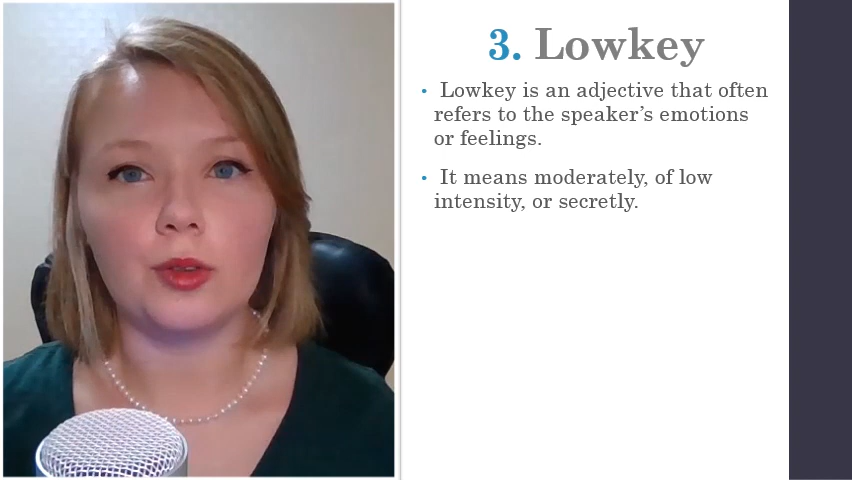 3. Lowkey
• Lowkey is an adjective that often
refers to the speaker’s emotions
or feelings.
• It means moderately, of low
intensity, or secretly.